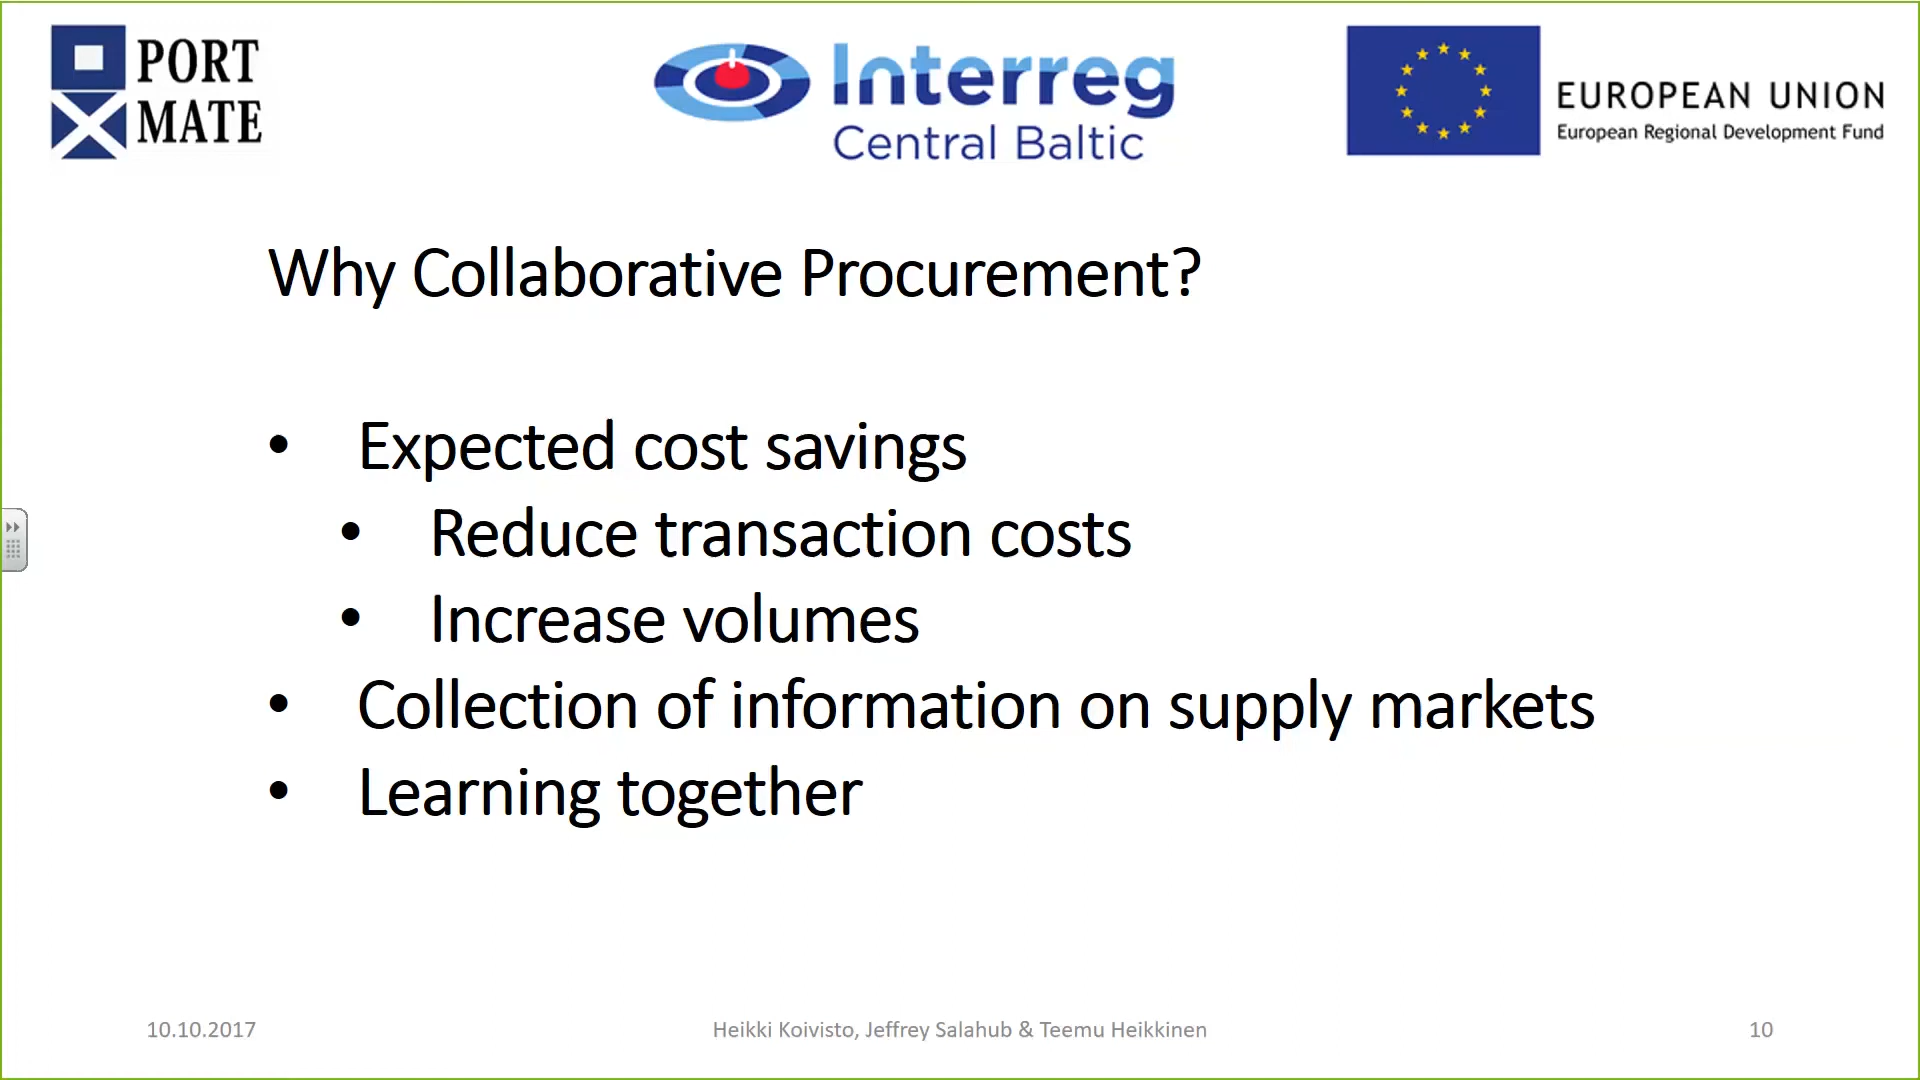 PORT
MATE
Interreg
Central Baltic
EUROPEAN UNION
European Regional Development Fund
Why Collaborative Procurement?
• Expected cost savings
• Reduce transaction costs
• Increase volumes
• Collection of information on supply markets
• Learning together
10.10.2017
Heikki Koivisto, Jeffrey Salahub & Teemu Heikkinen
10